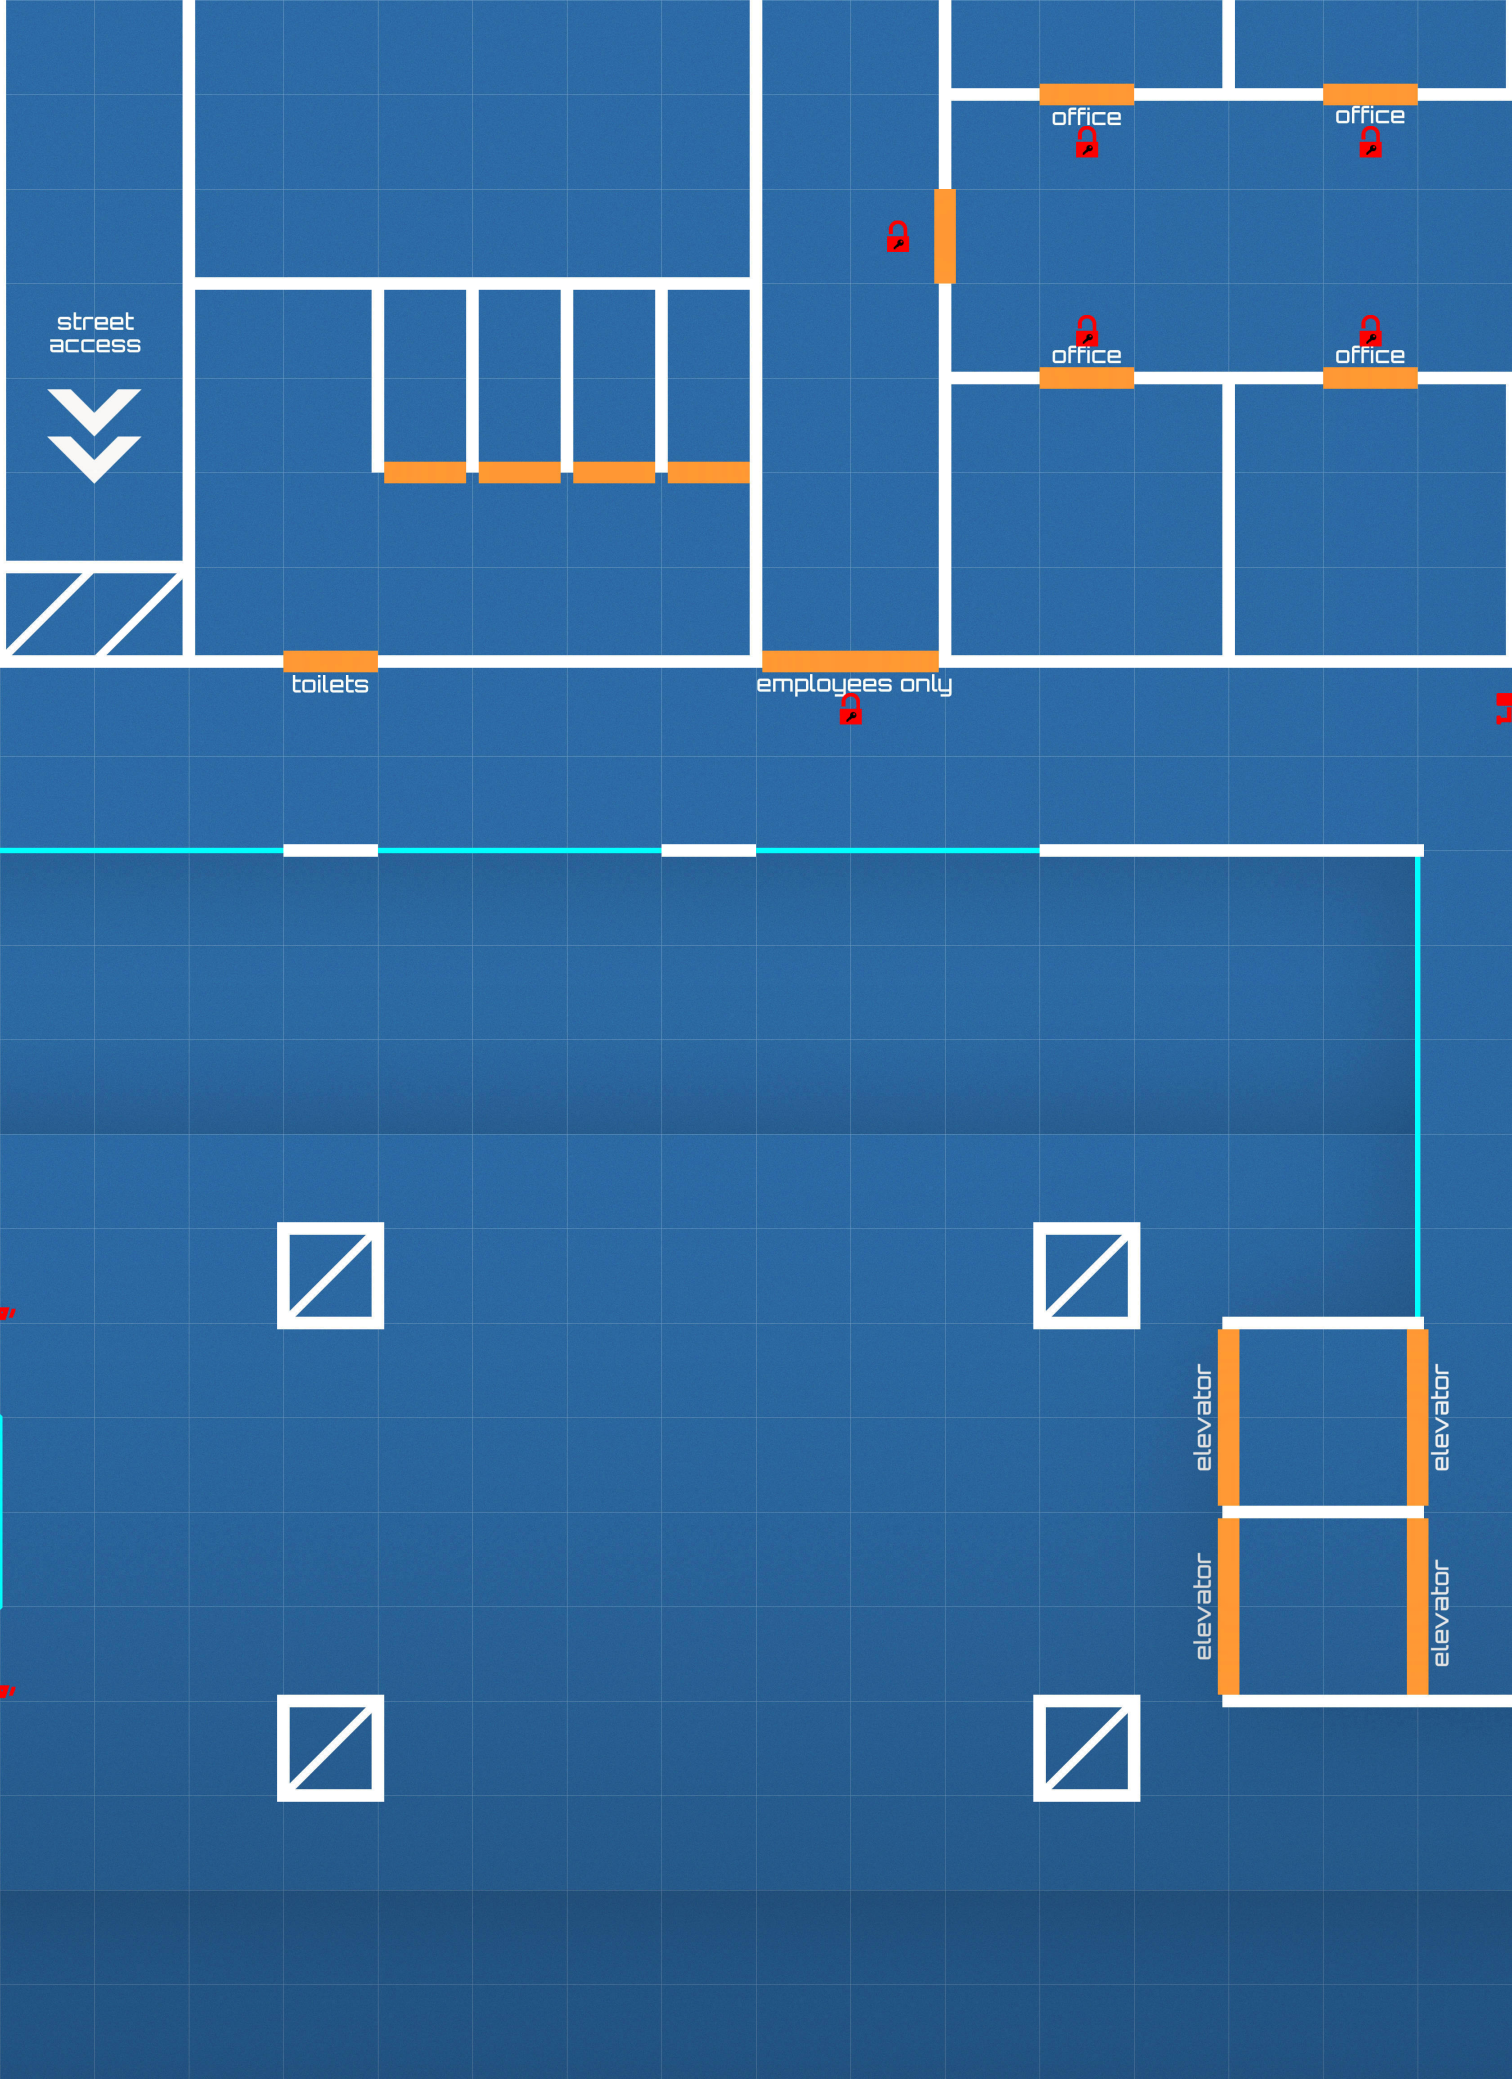 office
office
street
access
office
office
toilets
employees only
elevator
elevator
elevator
elevator